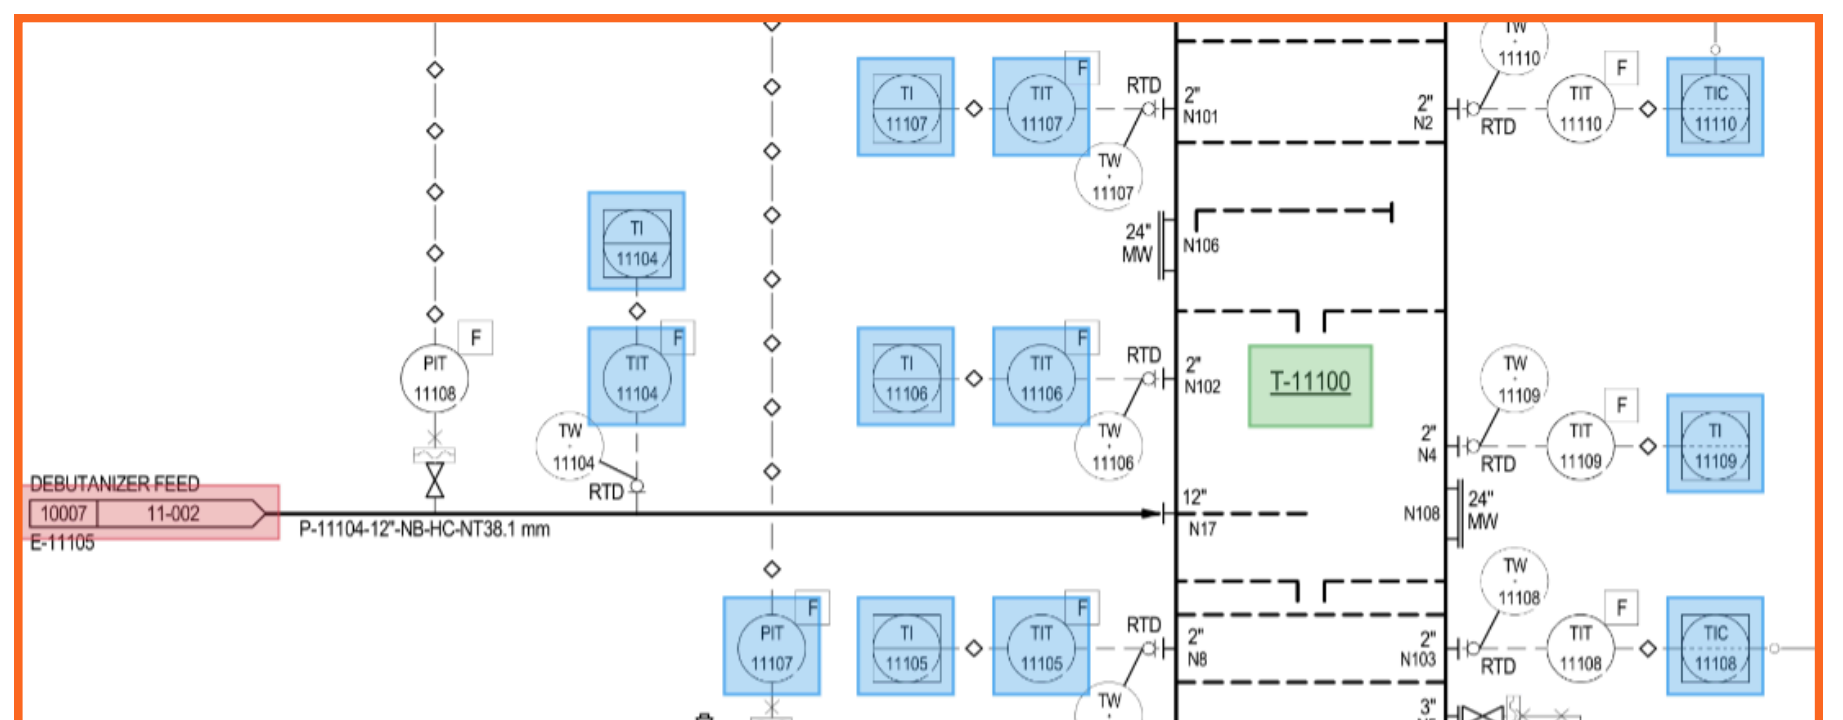 TW
11110
F
TI
11107
TIT
11107
RTD
2"
N101
2"
N2
RTD
F
TIT
11110
TIC
11110
TW
11107
TI
11104
24"
MW
N106
F
PIT
11108
F
TIT
11104
TW
11104
RTD
TI
11106
F
TIT
11106
RTD
2"
N102
TW
11106
T-11100
TW
11109
2"
N4
RTD
F
TIT
11109
TI
11109
DEBUTANIZER FEED
10007 11-002
E-11105
P-11104-12"-NB-HC-NT38.1 mm
12"
N17
N108
24"
MW
TW
11108
F
PIT
11107
TI
11105
F
TIT
11105
RTD
2"
N8
2"
N103
RTD
F
TIT
11108
TIC
11108
TW
3"